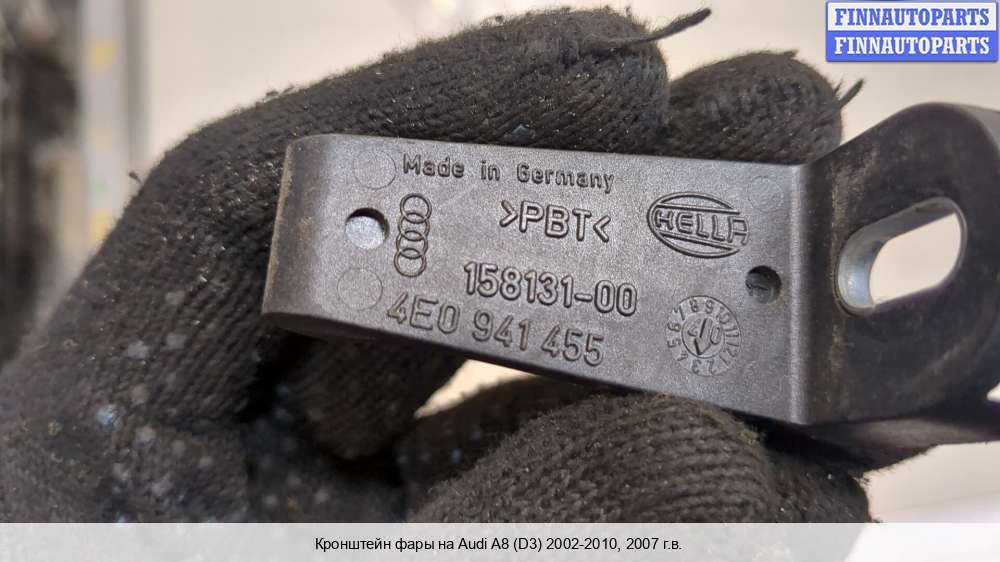 FINNAUTOPARTS
FINNAUTOPARTS
Made in Germany
>PBT<
HELLA
158131-00
4E0 941 455
Кронштейн фары на Audi A8 (D3) 2002-2010, 2007 г.в.